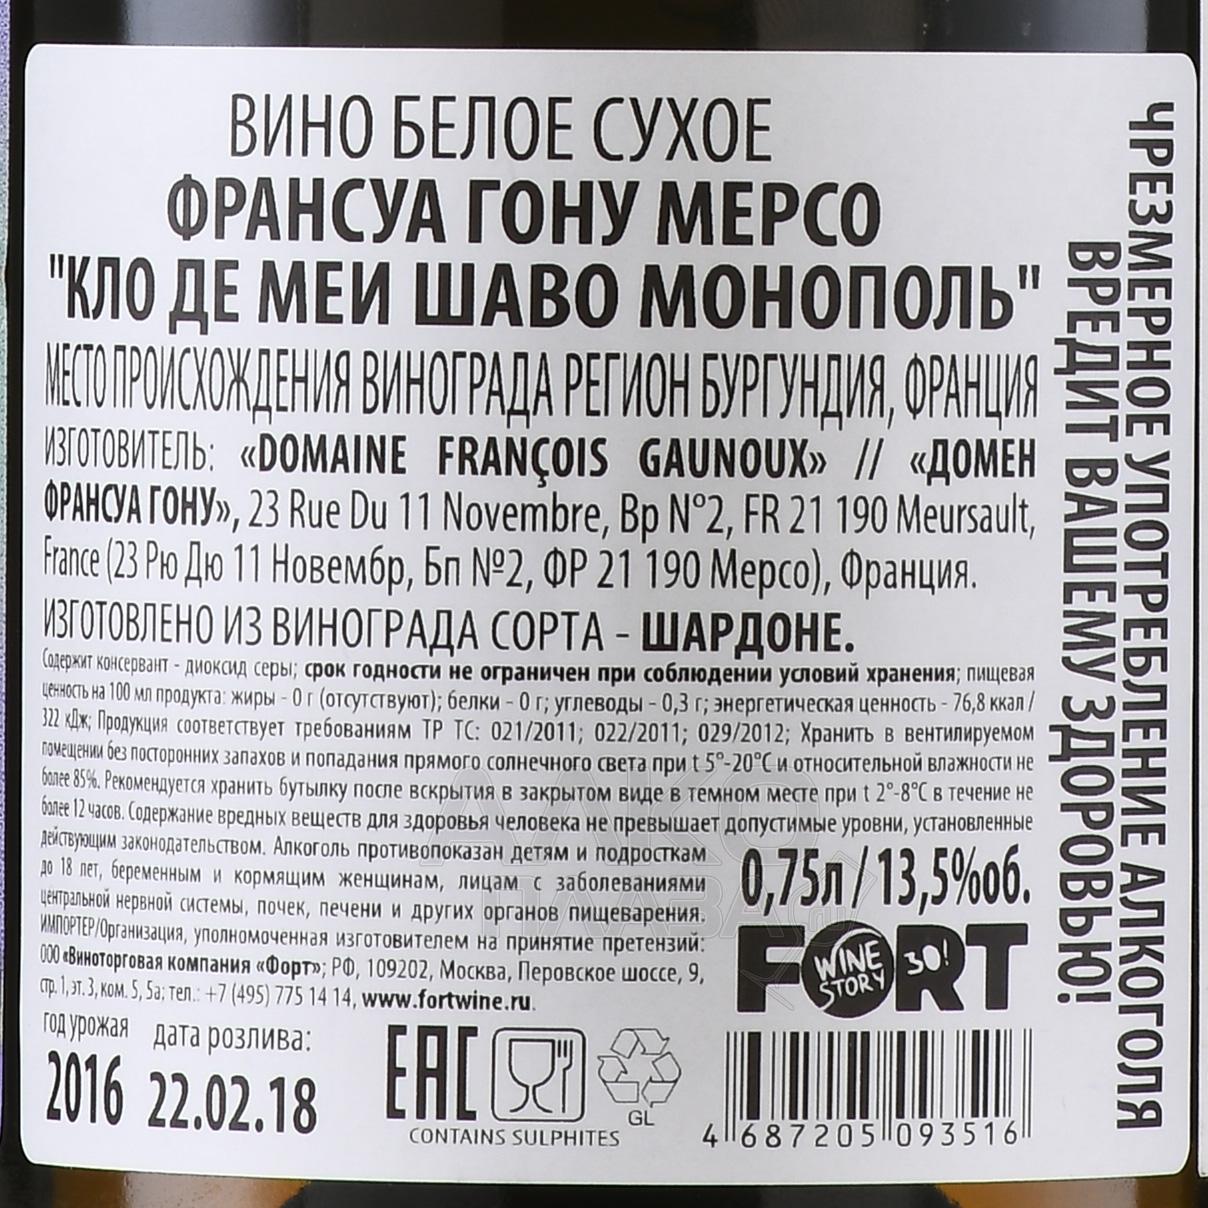 ВИНО БЕЛОЕ СУХОЕ
ФРАНСУА ГОНУ МЕРСО
"КЛО ДЕ МЕИ ШАВО МОНОПОЛЬ"
МЕСТО ПРОИСХОЖДЕНИЯ ВИНОГРАДА РЕГИОН БУРГУНДИЯ, ФРАНЦИЯ
ИЗГОТОВИТЕЛЬ: «DOMAINE FRANÇOIS GAUNOUX» // «ДОМЕН
ФРАНСУА ГОНУ», 23 Rue Du 11 Novembre, Bp N°2, FR 21 190 Meursault,
France (23 Рю Дю 11 Новембр, Бп №2, ФР 21 190 Мерсо), Франция.
ИЗГОТОВЛЕНО ИЗ ВИНОГРАДА СОРТА - ШАРДОНЕ.
Содержит консервант - диоксид серы; срок годности не ограничен при соблюдении условий хранения; пищевая
ценность на 100 мл продукта: жиры - 0 г (отсутствуют); белки - 0 г; углеводы - 0,3 г; энергетическая ценность - 76,8 ккал /
322 кДж; Продукция соответствует требованиям ТР ТС: 021/2011; 022/2011; 029/2012; Хранить в вентилируемом
помещении без посторонних запахов и попадания прямого солнечного света при t 5°-20°C и относительной влажности не
более 85%. Рекомендуется хранить бутылку после вскрытия в закрытом виде в темном месте при t 2°-8°C в течение не
более 12 часов. Содержание вредных веществ для здоровья человека не превышает допустимые уровни, установленные
действующим законодательством. Алкоголь противопоказан детям и подросткам
до 18 лет, беременным и кормящим женщинам, лицам с заболеваниями
центральной нервной системы, почек, печени и других органов пищеварения.
ИМПОРТЕР/Организация, уполномоченная изготовителем на принятие претензий:
ООО «Виноторговая компания «Форт»; РФ, 109202, Москва, Перовское шоссе, 9,
стр. 1, эт. 3, ком. 5, 5а; тел.: +7 (495) 775 14 14, www.fortwine.ru.
0,75л / 13,5%об.
FORT
WINE STORY
30!
год урожая
2016
дата розлива:
22.02.18
EAC
GL
CONTAINS SULPHITES
4 687205 093516
ЧРЕЗМЕРНОЕ УПОТРЕБЛЕНИЕ АЛКОГОЛЯ
ВРЕДИТ ВАШЕМУ ЗДОРОВЬЮ!
АЛКО
ПЛАЗА